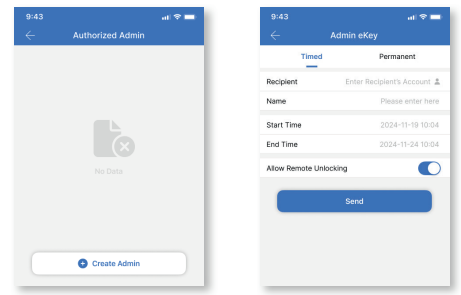 9:43
Authorized Admin
No Data
Create Admin
9:43
Admin eKey
Timed Permanent
Recipient Enter Recipient's Account
Name Please enter here
Start Time 2024-11-19 10:04
End Time 2024-11-24 10:04
Allow Remote Unlocking
Send